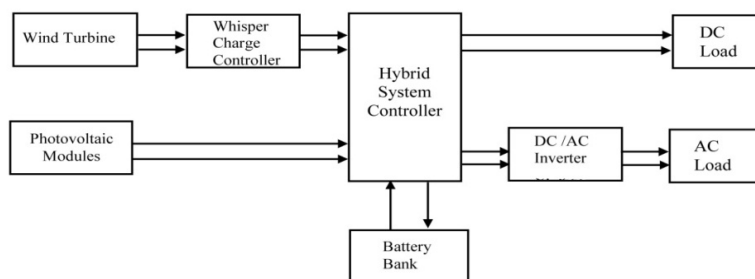 Wind Turbine
Whisper
Charge
Controller
Hybrid
System
Controller
DC
Load
Photovoltaic
Modules
DC /AC
Inverter
AC
Load
Battery
Bank